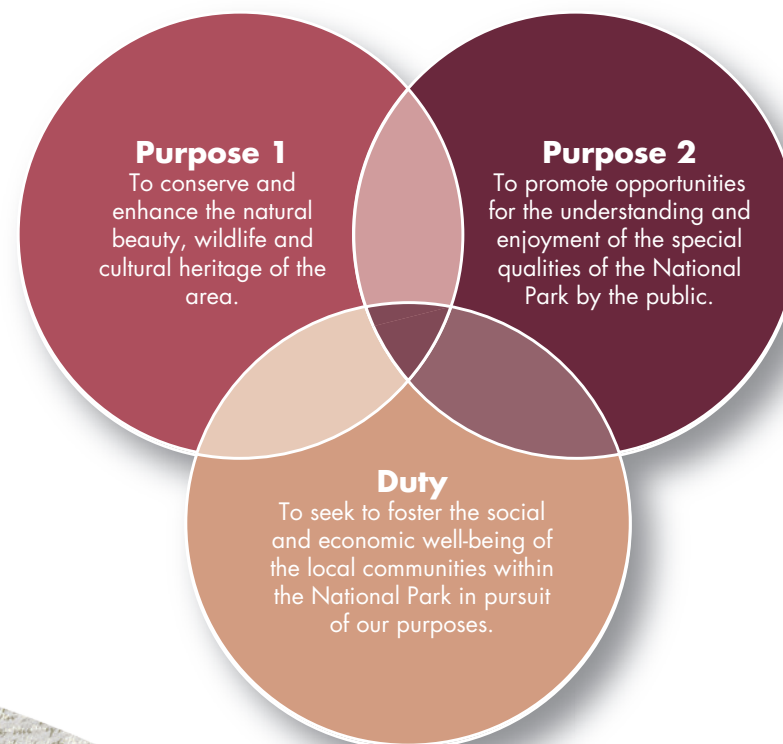 Purpose 1
To conserve and
enhance the natural
beauty, wildlife and
cultural heritage of the
area.
Purpose 2
To promote opportunities
for the understanding and
enjoyment of the special
qualities of the National
Park by the public.
Duty
To seek to foster the social
and economic well-being of
the local communities within
the National Park in pursuit
of our purposes.